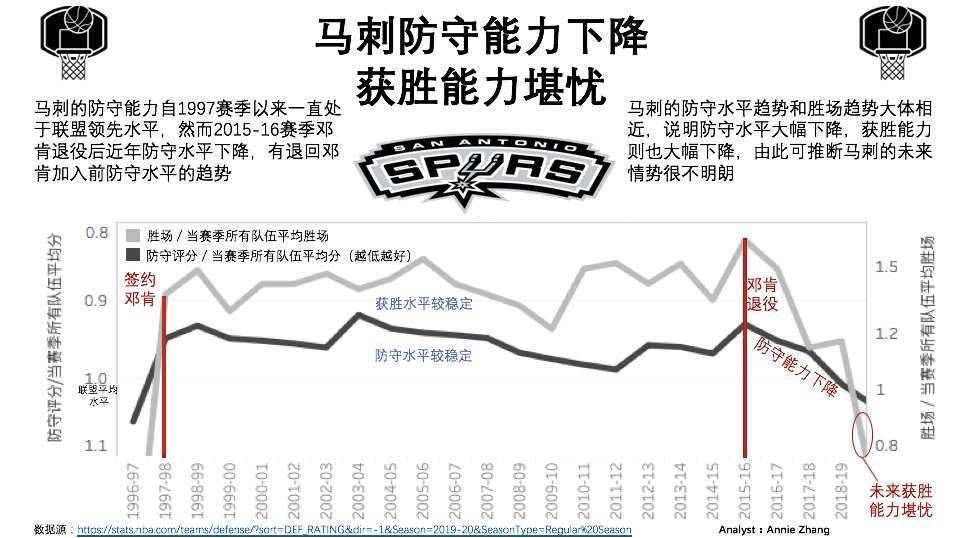 马刺防守能力下降
获胜能力堪忧
马刺的防守能力自1997赛季以来一直处
于联盟领先水平，然而2015-16赛季邓
肯退役后近年防守水平下降，有退回邓
肯加入前防守水平的趋势
SAN ANTONIO
SPURS
马刺的防守水平趋势和胜场趋势大体相
近，说明防守水平大幅下降，获胜能力
则也大幅下降，由此可推断马刺的未来
情势很不明朗
防守评分/当赛季所有队伍平均分
0.8
0.9
1.0
联盟平均
水平
1.1
胜场 / 当赛季所有队伍平均胜场
防守评分 / 当赛季所有队伍平均分（越低越好）
签约
邓肯
获胜水平较稳定
防守水平较稳定
邓肯
退役
防守能力下降
1.5
1.2
1
0.8
胜场 / 当赛季所有队伍平均胜场
1996-97
1997-98
1998-99
1999-00
2000-01
2001-02
2002-03
2003-04
2004-05
2005-06
2006-07
2007-08
2008-09
2009-10
2010-11
2011-12
2012-13
2013-14
2014-15
2015-16
2016-17
2017-18
2018-19
未来获胜
能力堪忧
数据源：https://stats.nba.com/teams/defense/?sort=DEF_RATING&dir=-1&Season=2019-20&SeasonType=Regular%20Season
Analyst：Annie Zhang